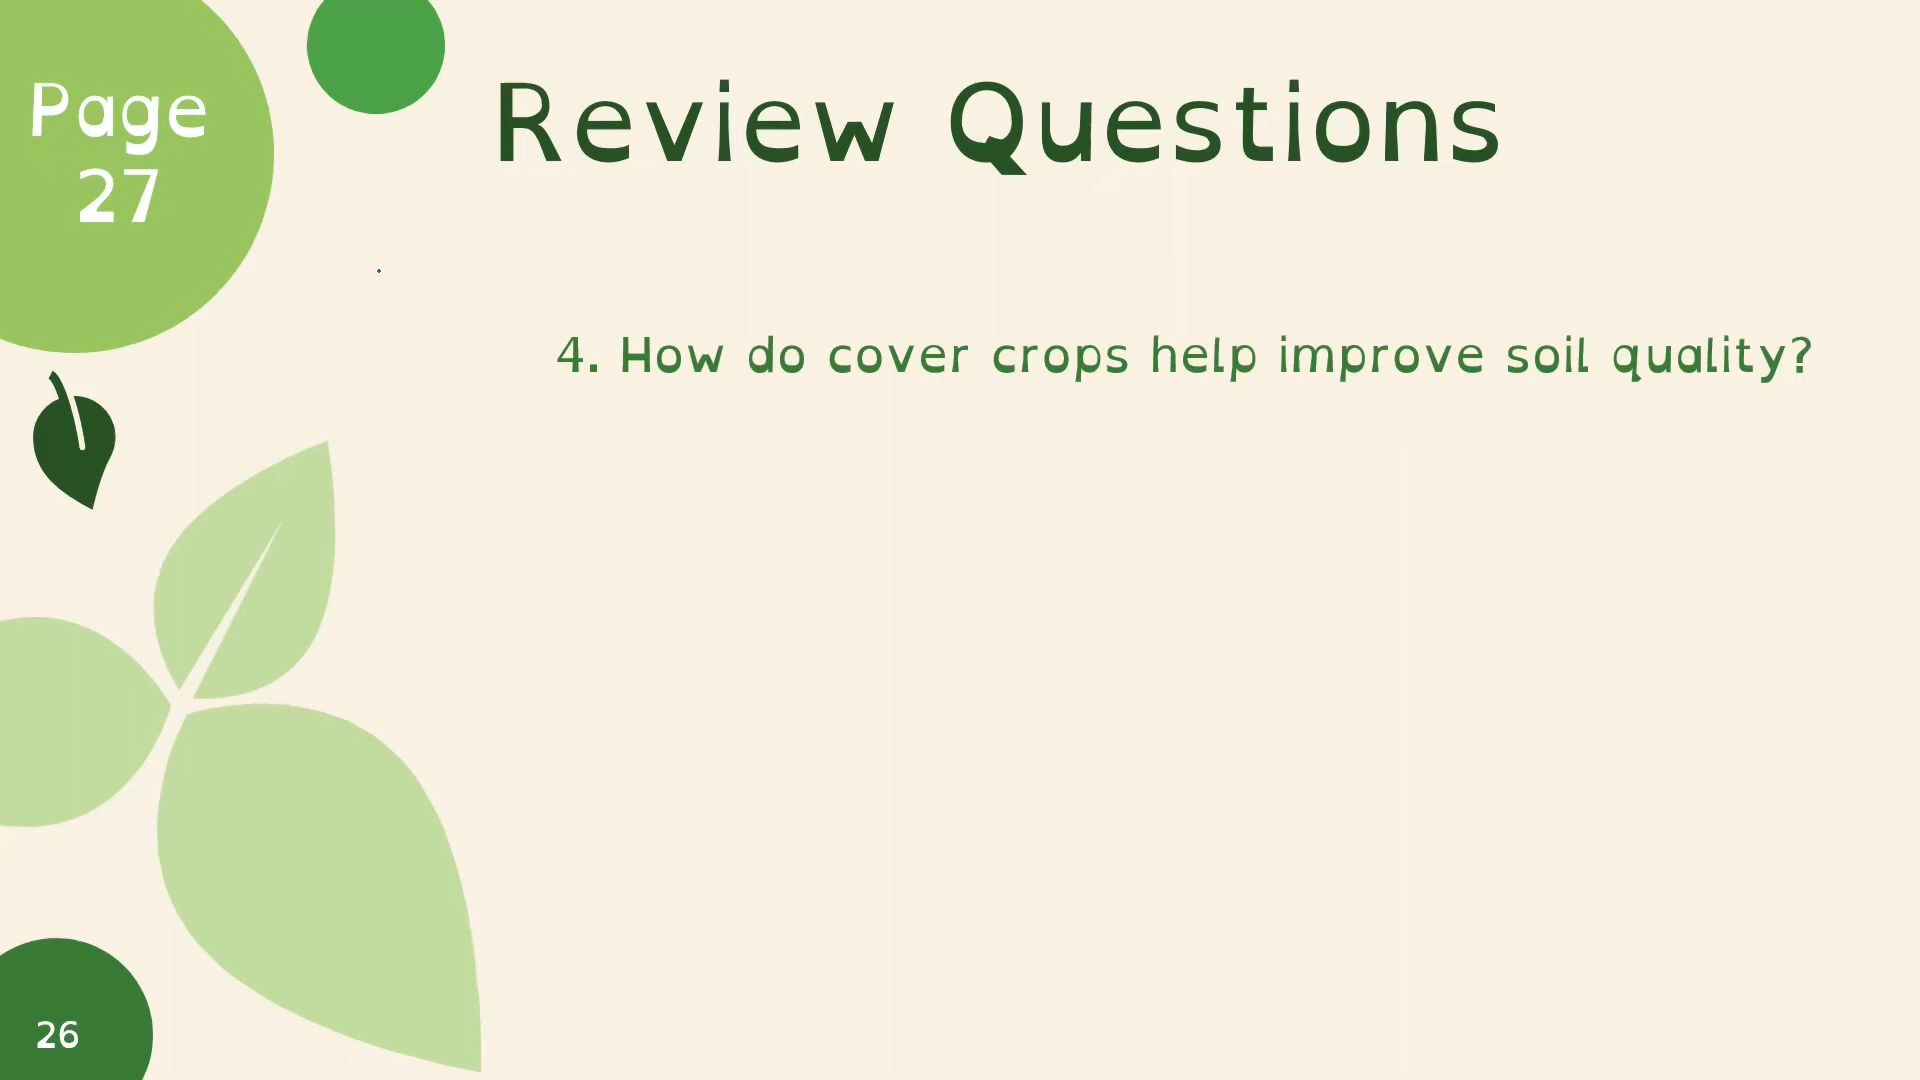 Page
27
Review Questions
4. How do cover crops help improve soil quality?
26